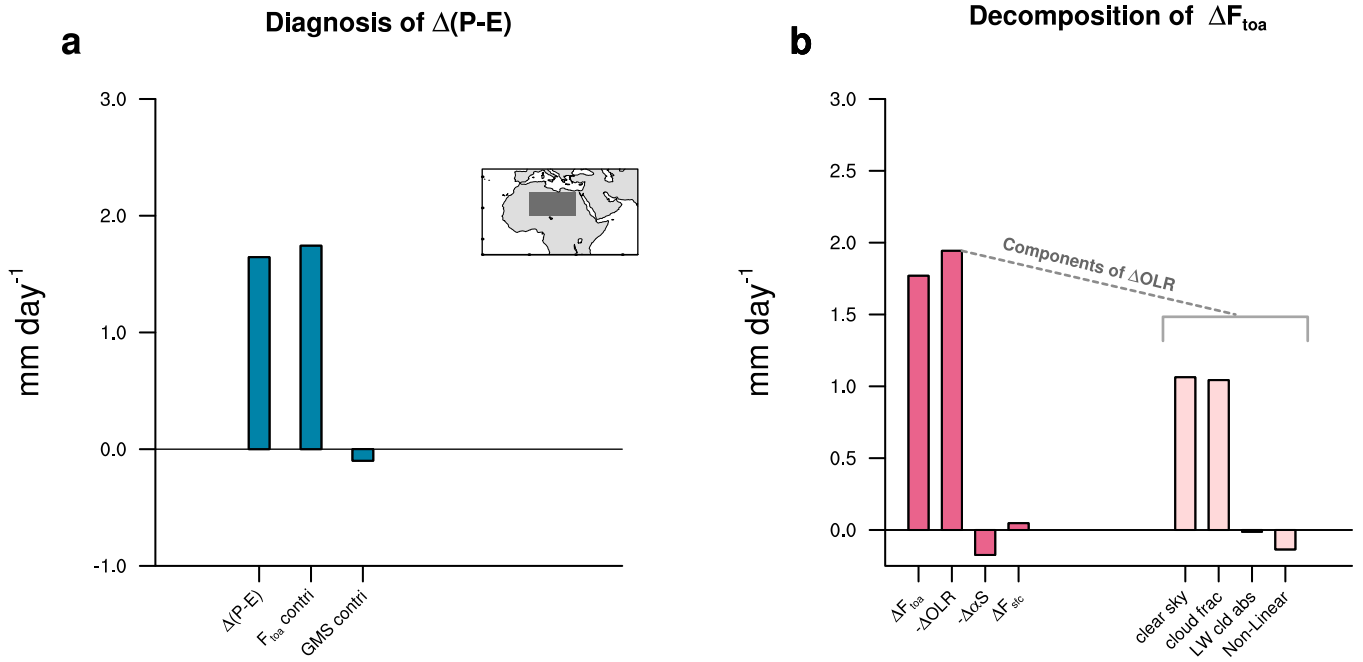 a
Diagnosis of Δ(P-E)
mm day⁻¹
3.0
2.0
1.0
0.0
-1.0
Δ(P-E)
Fₜₒₐ contri
GMS contri
b
Decomposition of ΔFₜₒₐ
mm day⁻¹
3.0
2.5
2.0
1.5
1.0
0.5
0.0
Components of ΔOLR
ΔFₜₒₐ
-ΔOLR
-ΔαS
ΔF_sfc
clear sky
cloud frac
LW cld abs
Non-Linear